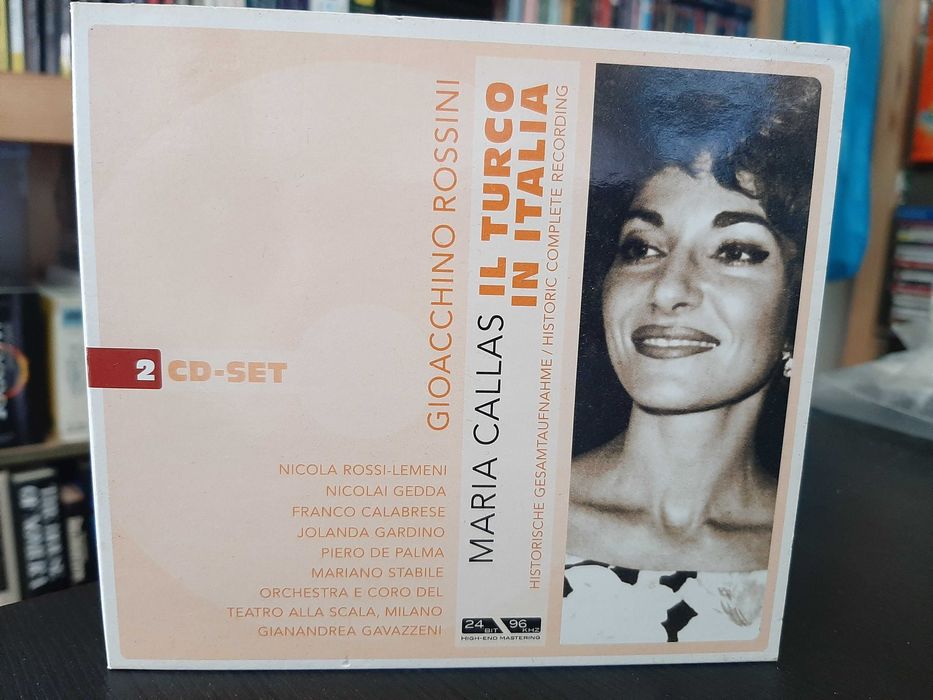 GIOACCHINO ROSSINI
MARIA CALLAS IL TURCO
IN ITALIA
HISTORISCHE GESAMTAUFNAHME / HISTORIC COMPLETE RECORDING
2 CD-SET
NICOLA ROSSI-LEMENI
NICOLAI GEDDA
FRANCO CALABRESE
JOLANDA GARDINO
PIERO DE PALMA
MARIANO STABILE
ORCHESTRA E CORO DEL
TEATRO ALLA SCALA, MILANO
GIANANDREA GAVAZZENI
24 BIT 96 KHZ
HIGH-END MASTERING